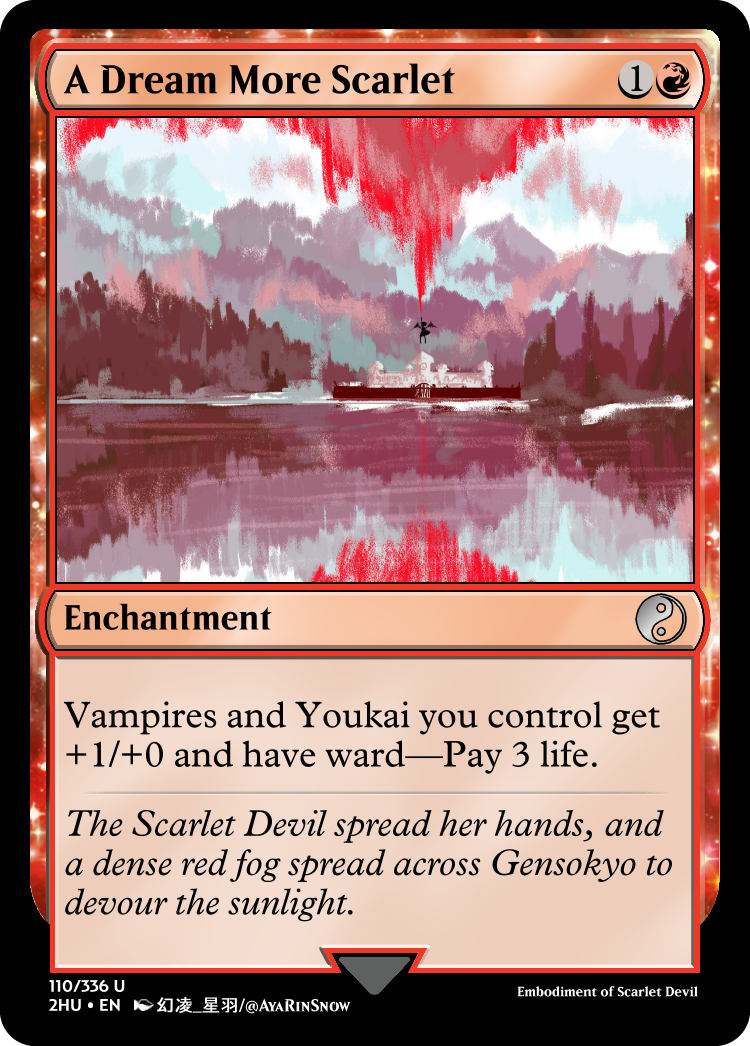 A Dream More Scarlet 1
Enchantment
Vampires and Youkai you control get
+1/+0 and have ward—Pay 3 life.
The Scarlet Devil spread her hands, and
a dense red fog spread across Gensokyo to
devour the sunlight.
110/336 U
2HU • EN 幻凌_星羽/@AyaRinSnow
Embodiment of Scarlet Devil